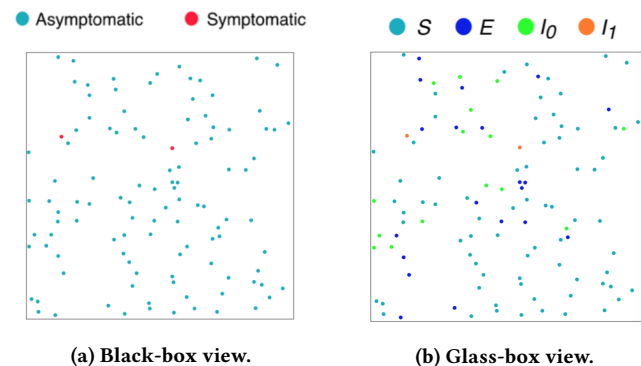 Asymptomatic Symptomatic
S E I0 I1
(a) Black-box view.
(b) Glass-box view.